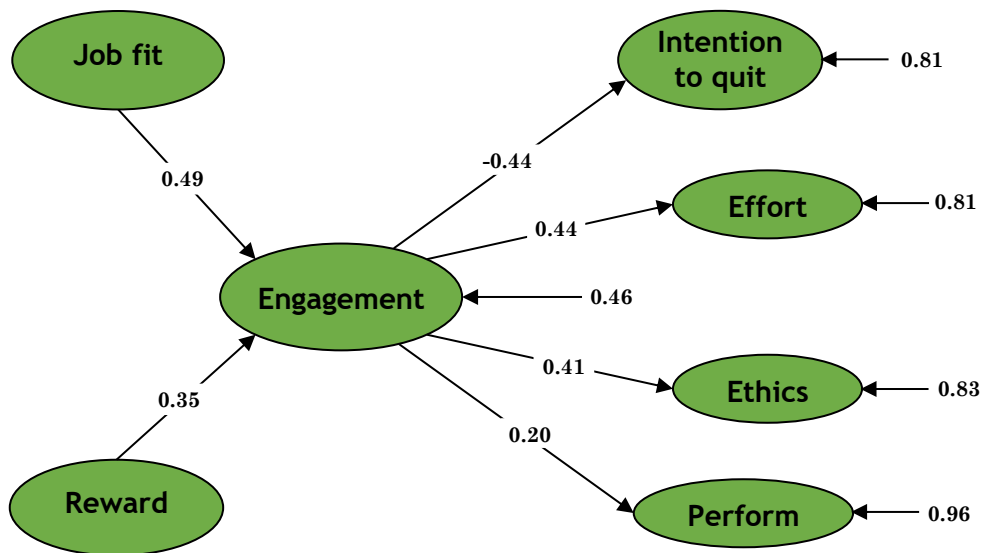 Job fit
Intention
to quit
0.81
-0.44
0.49
Effort
0.81
0.44
Engagement
0.46
0.41
Ethics
0.83
0.35
0.20
Reward
Perform
0.96